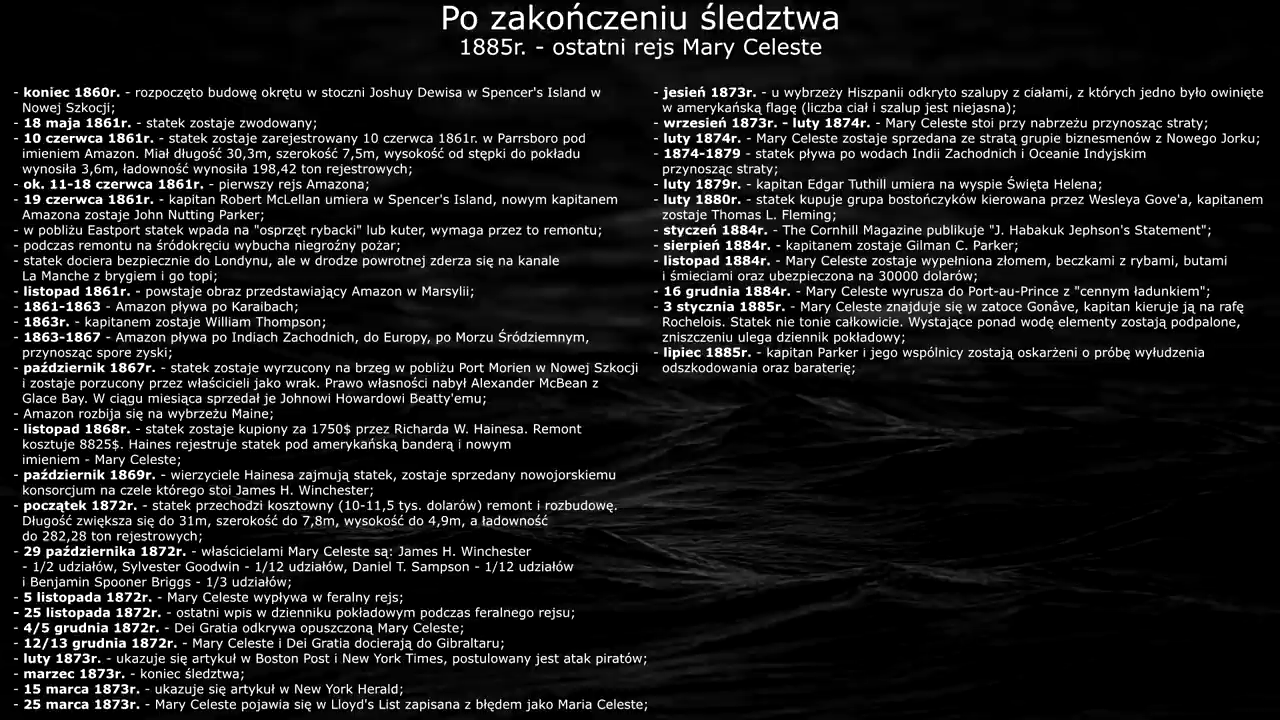 Po zakończeniu śledztwa
1885r. - ostatni rejs Mary Celeste
- koniec 1860r. - rozpoczęto budowę okrętu w stoczni Joshuy Dewisa w Spencer's Island w
Nowej Szkocji;
- 18 maja 1861r. - statek zostaje zwodowany;
- 10 czerwca 1861r. - statek zostaje zarejestrowany 10 czerwca 1861r. w Parrsboro pod
imieniem Amazon. Miał długość 30,3m, szerokość 7,5m, wysokość od stępki do pokładu
wynosiła 3,6m, ładowność wynosiła 198,42 ton rejestrowych;
- ok. 11-18 czerwca 1861r. - pierwszy rejs Amazona;
- 19 czerwca 1861r. - kapitan Robert McLellan umiera w Spencer's Island, nowym kapitanem
Amazona zostaje John Nutting Parker;
- w pobliżu Eastport statek wpada na "osprzęt rybacki" lub kuter, wymaga przez to remontu;
- podczas remontu na śródokręciu wybucha niegroźny pożar;
- statek dociera bezpiecznie do Londynu, ale w drodze powrotnej zderza się na kanale
La Manche z brygiem i go topi;
- listopad 1861r. - powstaje obraz przedstawiający Amazon w Marsylii;
- 1861-1863 - Amazon pływa po Karaibach;
- 1863r. - kapitanem zostaje William Thompson;
- 1863-1867 - Amazon pływa po Indiach Zachodnich, do Europy, po Morzu Śródziemnym,
przynosząc spore zyski;
- październik 1867r. - statek zostaje wyrzucony na brzeg w pobliżu Port Morien w Nowej Szkocji
i zostaje porzucony przez właścicieli jako wrak. Prawo własności nabył Alexander McBean z
Glace Bay. W ciągu miesiąca sprzedał je Johnowi Howardowi Beatty'emu;
- Amazon rozbija się na wybrzeżu Maine;
- listopad 1868r. - statek zostaje kupiony za 1750$ przez Richarda W. Hainesa. Remont
kosztuje 8825$. Haines rejestruje statek pod amerykańską banderą i nowym
imieniem - Mary Celeste;
- październik 1869r. - wierzyciele Hainesa zajmują statek, zostaje sprzedany nowojorskiemu
konsorcjum na czele którego stoi James H. Winchester;
- początek 1872r. - statek przechodzi kosztowny (10-11,5 tys. dolarów) remont i rozbudowę.
Długość zwiększa się do 31m, szerokość do 7,8m, wysokość do 4,9m, a ładowność
do 282,28 ton rejestrowych;
- 29 października 1872r. - właścicielami Mary Celeste są: James H. Winchester
- 1/2 udziałów, Sylvester Goodwin - 1/12 udziałów, Daniel T. Sampson - 1/12 udziałów
i Benjamin Spooner Briggs - 1/3 udziałów;
- 5 listopada 1872r. - Mary Celeste wypływa w feralny rejs;
- 25 listopada 1872r. - ostatni wpis w dzienniku pokładowym podczas feralnego rejsu;
- 4/5 grudnia 1872r. - Dei Gratia odkrywa opuszczoną Mary Celeste;
- 12/13 grudnia 1872r. - Mary Celeste i Dei Gratia docierają do Gibraltaru;
- luty 1873r. - ukazuje się artykuł w Boston Post i New York Times, postulowany jest atak piratów;
- marzec 1873r. - koniec śledztwa;
- 15 marca 1873r. - ukazuje się artykuł w New York Herald;
- 25 marca 1873r. - Mary Celeste pojawia się w Lloyd's List zapisana z błędem jako Maria Celeste;
- jesień 1873r. - u wybrzeży Hiszpanii odkryto szalupy z ciałami, z których jedno było owinięte
w amerykańską flagę (liczba ciał i szalup jest niejasna);
- wrzesień 1873r. - luty 1874r. - Mary Celeste stoi przy nabrzeżu przynosząc straty;
- luty 1874r. - Mary Celeste zostaje sprzedana ze stratą grupie biznesmenów z Nowego Jorku;
- 1874-1879 - statek pływa po wodach Indii Zachodnich i Oceanie Indyjskim
przynosząc straty;
- luty 1879r. - kapitan Edgar Tuthill umiera na wyspie Święta Helena;
- luty 1880r. - statek kupuje grupa bostończyków kierowana przez Wesleya Gove'a, kapitanem
zostaje Thomas L. Fleming;
- styczeń 1884r. - The Cornhill Magazine publikuje "J. Habakuk Jephson's Statement";
- sierpień 1884r. - kapitanem zostaje Gilman C. Parker;
- listopad 1884r. - Mary Celeste zostaje wypełniona złomem, beczkami z rybami, butami
i śmieciami oraz ubezpieczona na 30000 dolarów;
- 16 grudnia 1884r. - Mary Celeste wyrusza do Port-au-Prince z "cennym ładunkiem";
- 3 stycznia 1885r. - Mary Celeste znajduje się w zatoce Gonâve, kapitan kieruje ją na rafę
Rochelois. Statek nie tonie całkowicie. Wystające ponad wodę elementy zostają podpalone,
zniszczeniu ulega dziennik pokładowy;
- lipiec 1885r. - kapitan Parker i jego wspólnicy zostają oskarżeni o próbę wyłudzenia
odszkodowania oraz baraterię;